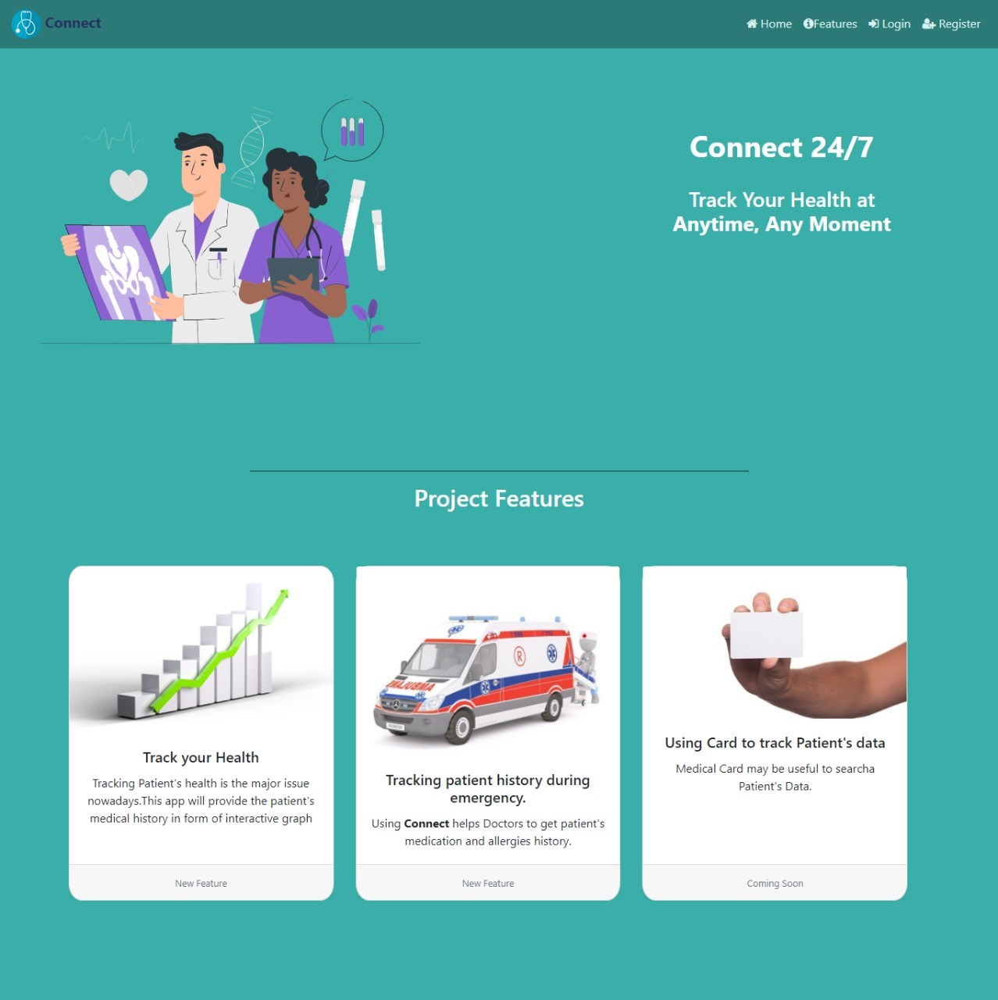 Connect
Home Features Login Register
Connect 24/7
Track Your Health at
Anytime, Any Moment
Project Features
Track your Health
Tracking Patient's health is the major issue
nowadays.This app will provide the patient's
medical history in form of interactive graph
New Feature
AMBULANS
R
Tracking patient history during
emergency.
Using Connect helps Doctors to get patient's
medication and allergies history.
New Feature
Using Card to track Patient's data
Medical Card may be useful to searcha
Patient's Data.
Coming Soon